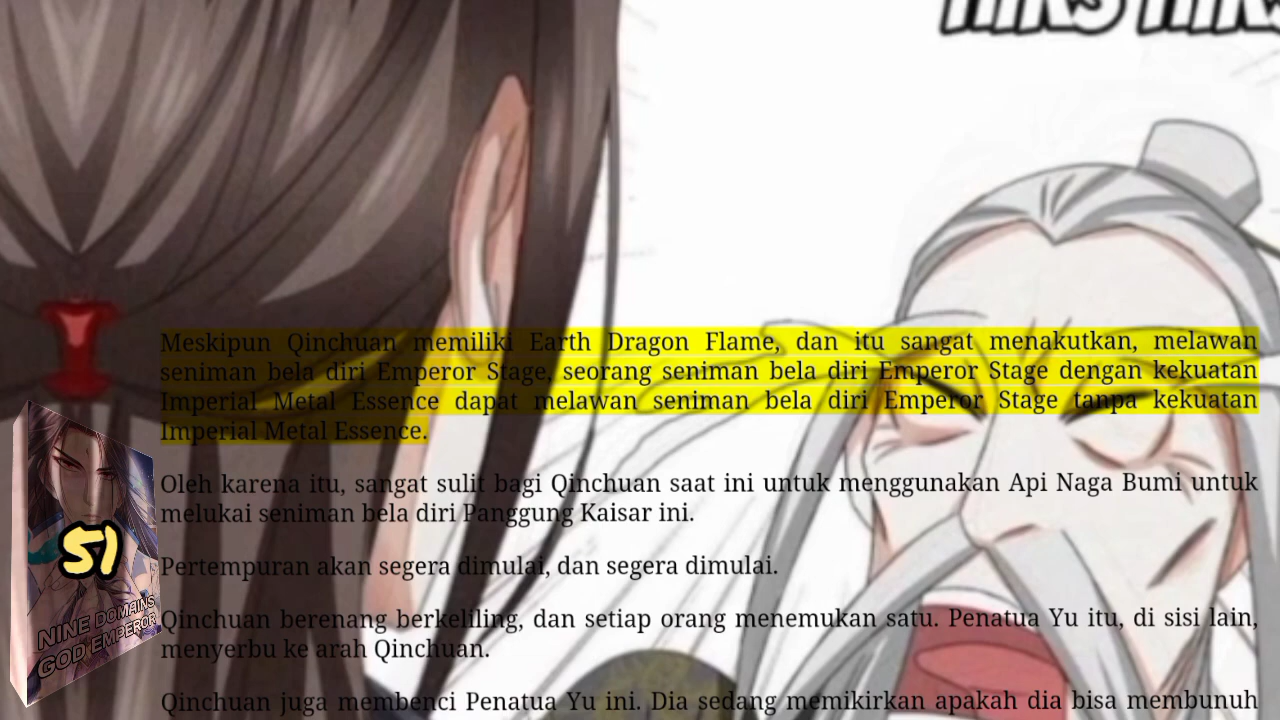 Meskipun Qinchuan memiliki Earth Dragon Flame, dan itu sangat menakutkan, melawan
seniman bela diri Emperor Stage, seorang seniman bela diri Emperor Stage dengan kekuatan
Imperial Metal Essence dapat melawan seniman bela diri Emperor Stage tanpa kekuatan
Imperial Metal Essence.
Oleh karena itu, sangat sulit bagi Qinchuan saat ini untuk menggunakan Api Naga Bumi untuk
melukai seniman bela diri Panggung Kaisar ini.
Pertempuran akan segera dimulai, dan segera dimulai.
Qinchuan berenang berkeliling, dan setiap orang menemukan satu. Penatua Yu itu, di sisi lain,
menyerbu ke arah Qinchuan.
Qinchuan juga membenci Penatua Yu ini. Dia sedang memikirkan apakah dia bisa membunuh
51
NINE DOMAINS
GOD EMPEROR